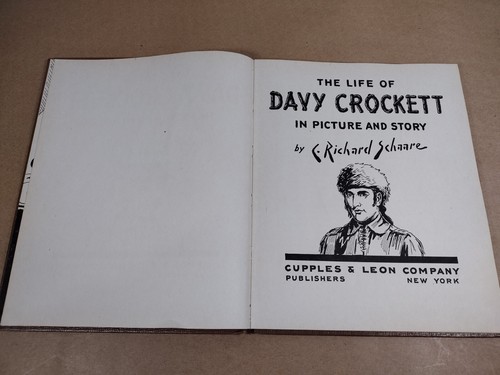 THE LIFE OF
DAVY CROCKETT
IN PICTURE AND STORY
by C. Richard Schaare
CUPPLES & LEON COMPANY
PUBLISHERS NEW YORK